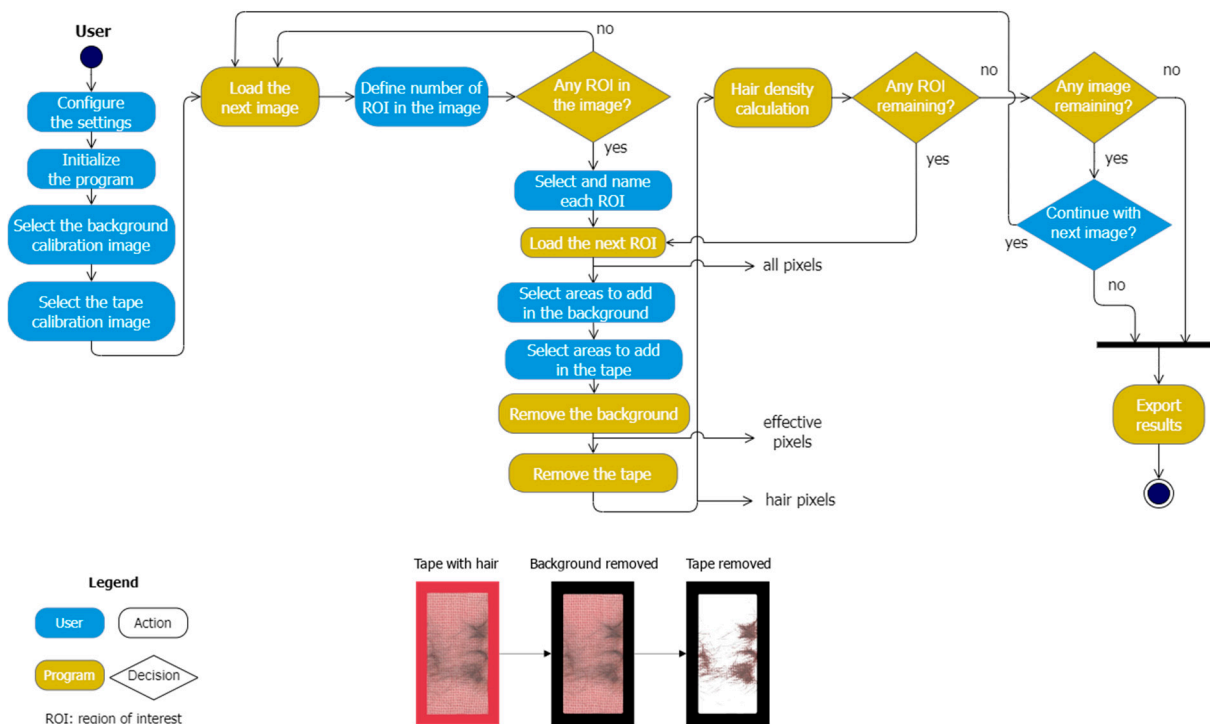 User
Configure
the settings
Initialize
the program
Select the background
calibration image
Select the tape
calibration image
Load the
next image
Define number of
ROI in the image
no
Any ROI in
the image?
yes
Select and name
each ROI
Load the next ROI
all pixels
Select areas to add
in the background
Select areas to add
in the tape
Remove the background
effective
pixels
Remove the tape
hair pixels
Hair density
calculation
Any ROI
remaining?
no
yes
Any image
remaining?
no
yes
Continue with
next image?
yes
no
Export
results
Legend
User
Action
Program
Decision
ROI: region of interest
Tape with hair
Background removed
Tape removed